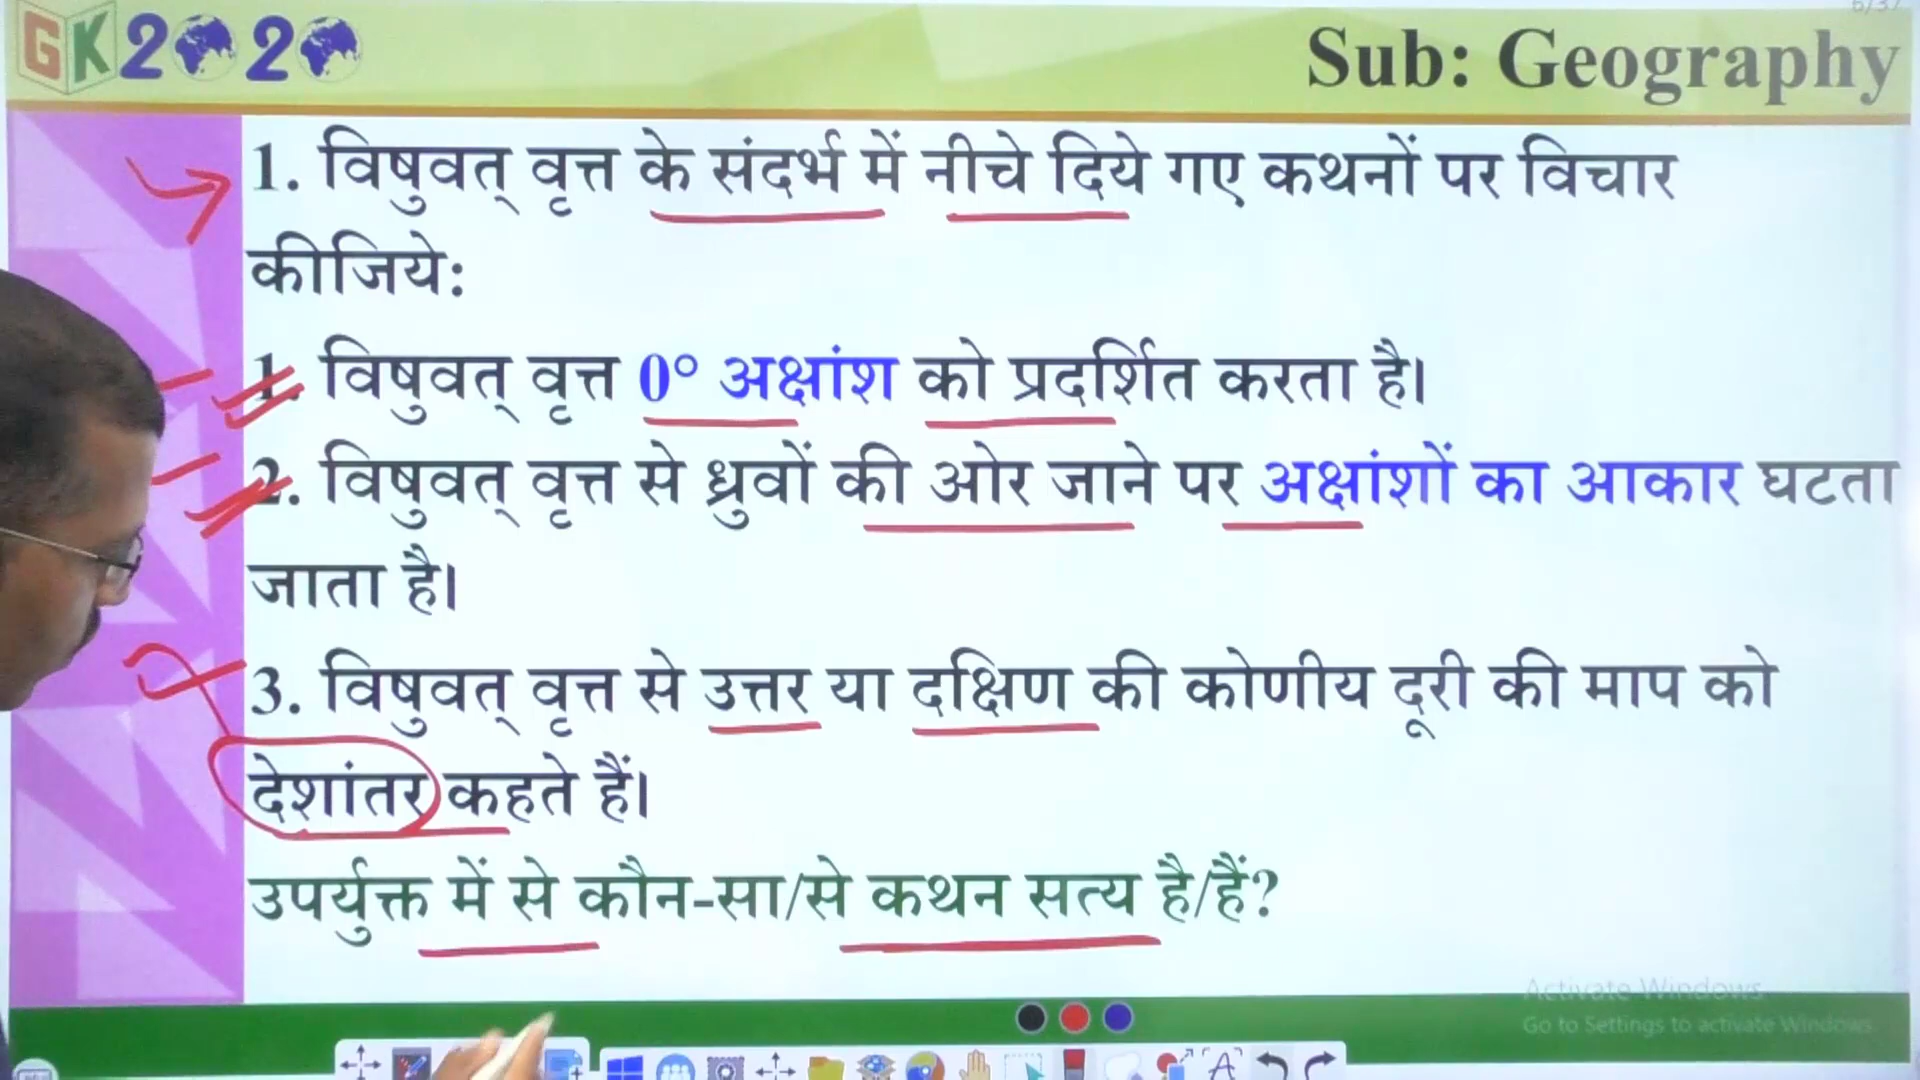 GK2020
Sub: Geography
1. विषुवत् वृत्त के संदर्भ में नीचे दिये गए कथनों पर विचार
कीजिये:
1. विषुवत् वृत्त 0° अक्षांश को प्रदर्शित करता है।
2. विषुवत् वृत्त से ध्रुवों की ओर जाने पर अक्षांशों का आकार घटता
जाता है।
3. विषुवत् वृत्त से उत्तर या दक्षिण की कोणीय दूरी की माप को
देशांतर कहते हैं।
उपर्युक्त में से कौन-सा/से कथन सत्य है/हैं?
Activate Windows
Go to Settings to activate Windows.